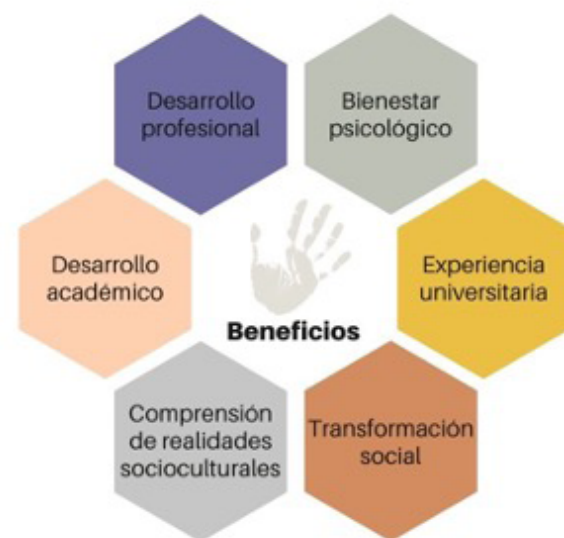 Desarrollo
profesional
Bienestar
psicológico
Desarrollo
académico
Experiencia
universitaria
Beneficios
Comprensión
de realidades
socioculturales
Transformación
social